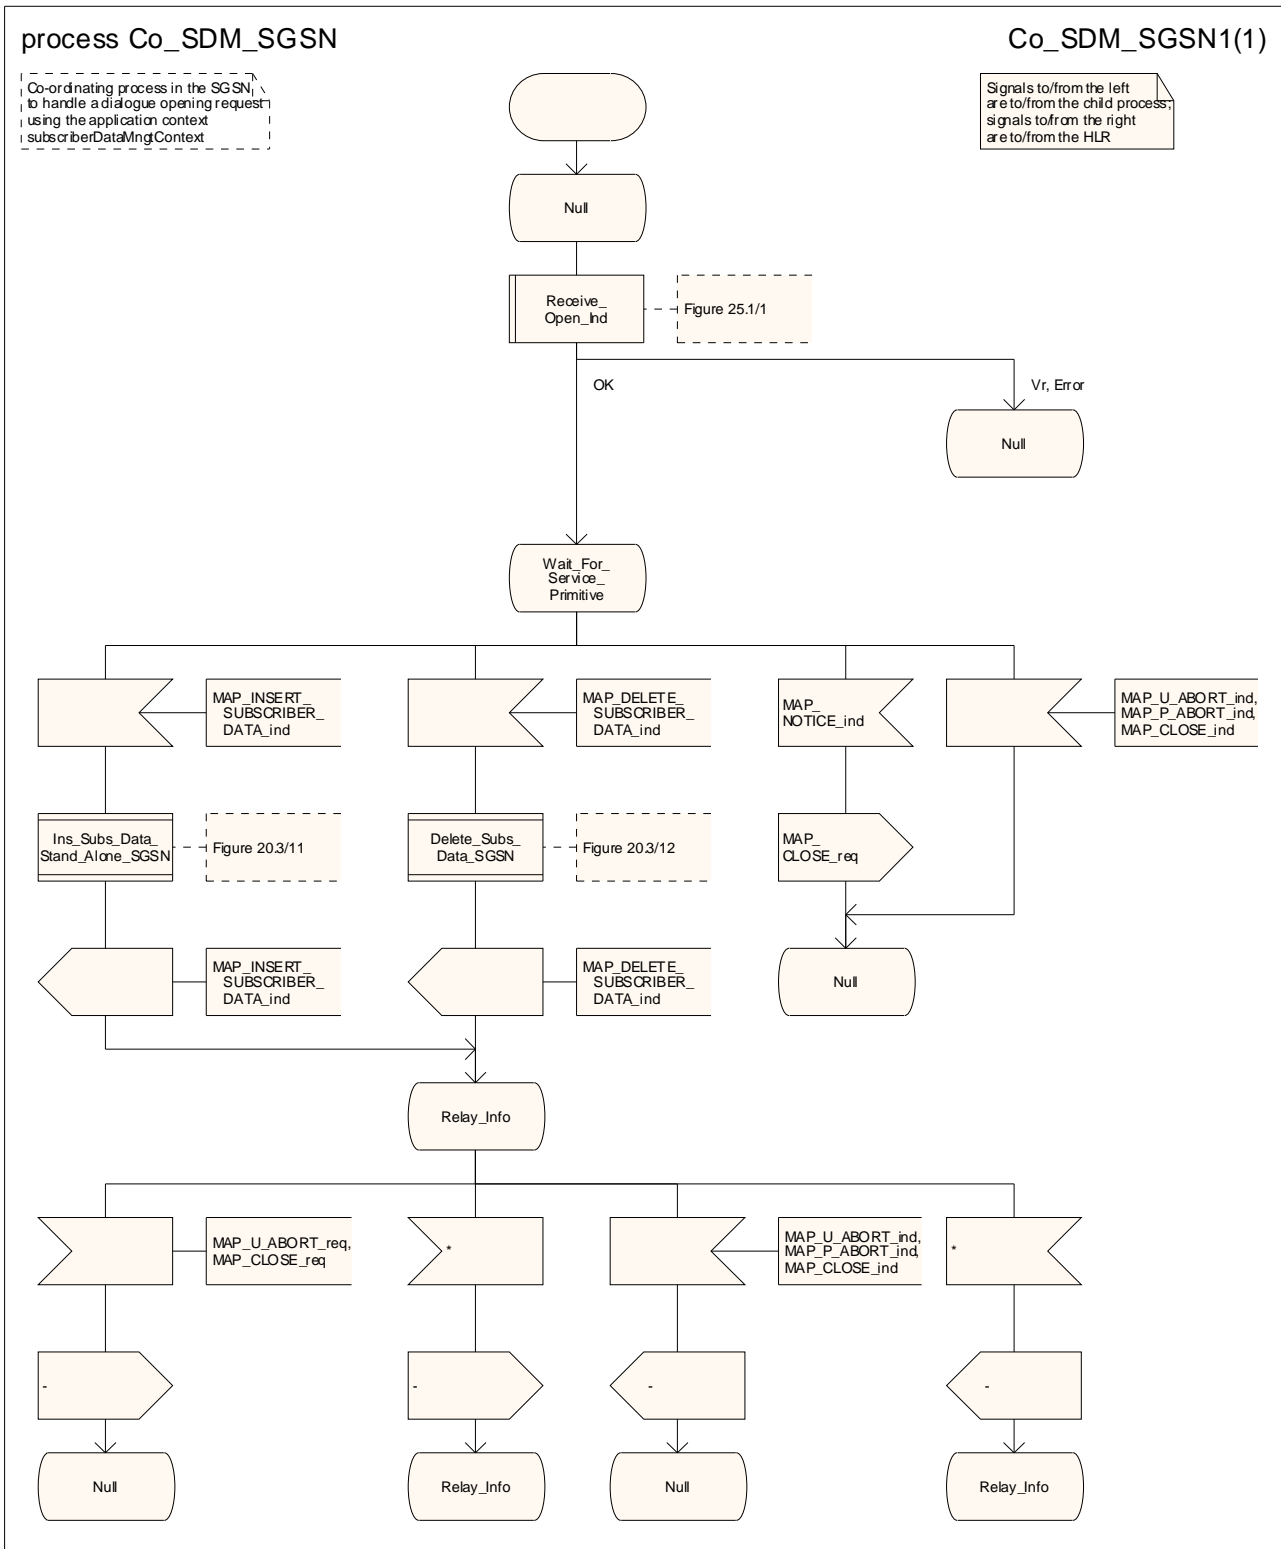 process Co_SDM_SGSN
Co_SDM_SGSN1(1)
Co-ordinating process in the SGSN
to handle a dialogue opening request
using the application context
subscriberDataMngtContext
Signals to/from the left
are to/from the child process;
signals to/from the right
are to/from the HLR
Null
Receive_
Open_Ind
Figure 25.1/1
OK
Vr, Error
Null
Wait_For_
Service_
Primitive
MAP_INSERT_
SUBSCRIBER_
DATA_ind
MAP_DELETE_
SUBSCRIBER_
DATA_ind
MAP_
NOTICE_ind
MAP_U_ABORT_ind,
MAP_P_ABORT_ind,
MAP_CLOSE_ind
Ins_Subs_Data_
Stand_Alone_SGSN
Figure 20.3/11
Delete_Subs_
Data_SGSN
Figure 20.3/12
MAP_
CLOSE_req
MAP_INSERT_
SUBSCRIBER_
DATA_ind
MAP_DELETE_
SUBSCRIBER_
DATA_ind
Null
Relay_Info
MAP_U_ABORT_req,
MAP_CLOSE_req
*
MAP_U_ABORT_ind,
MAP_P_ABORT_ind,
MAP_CLOSE_ind
*
-
-
-
-
Null
Relay_Info
Null
Relay_Info